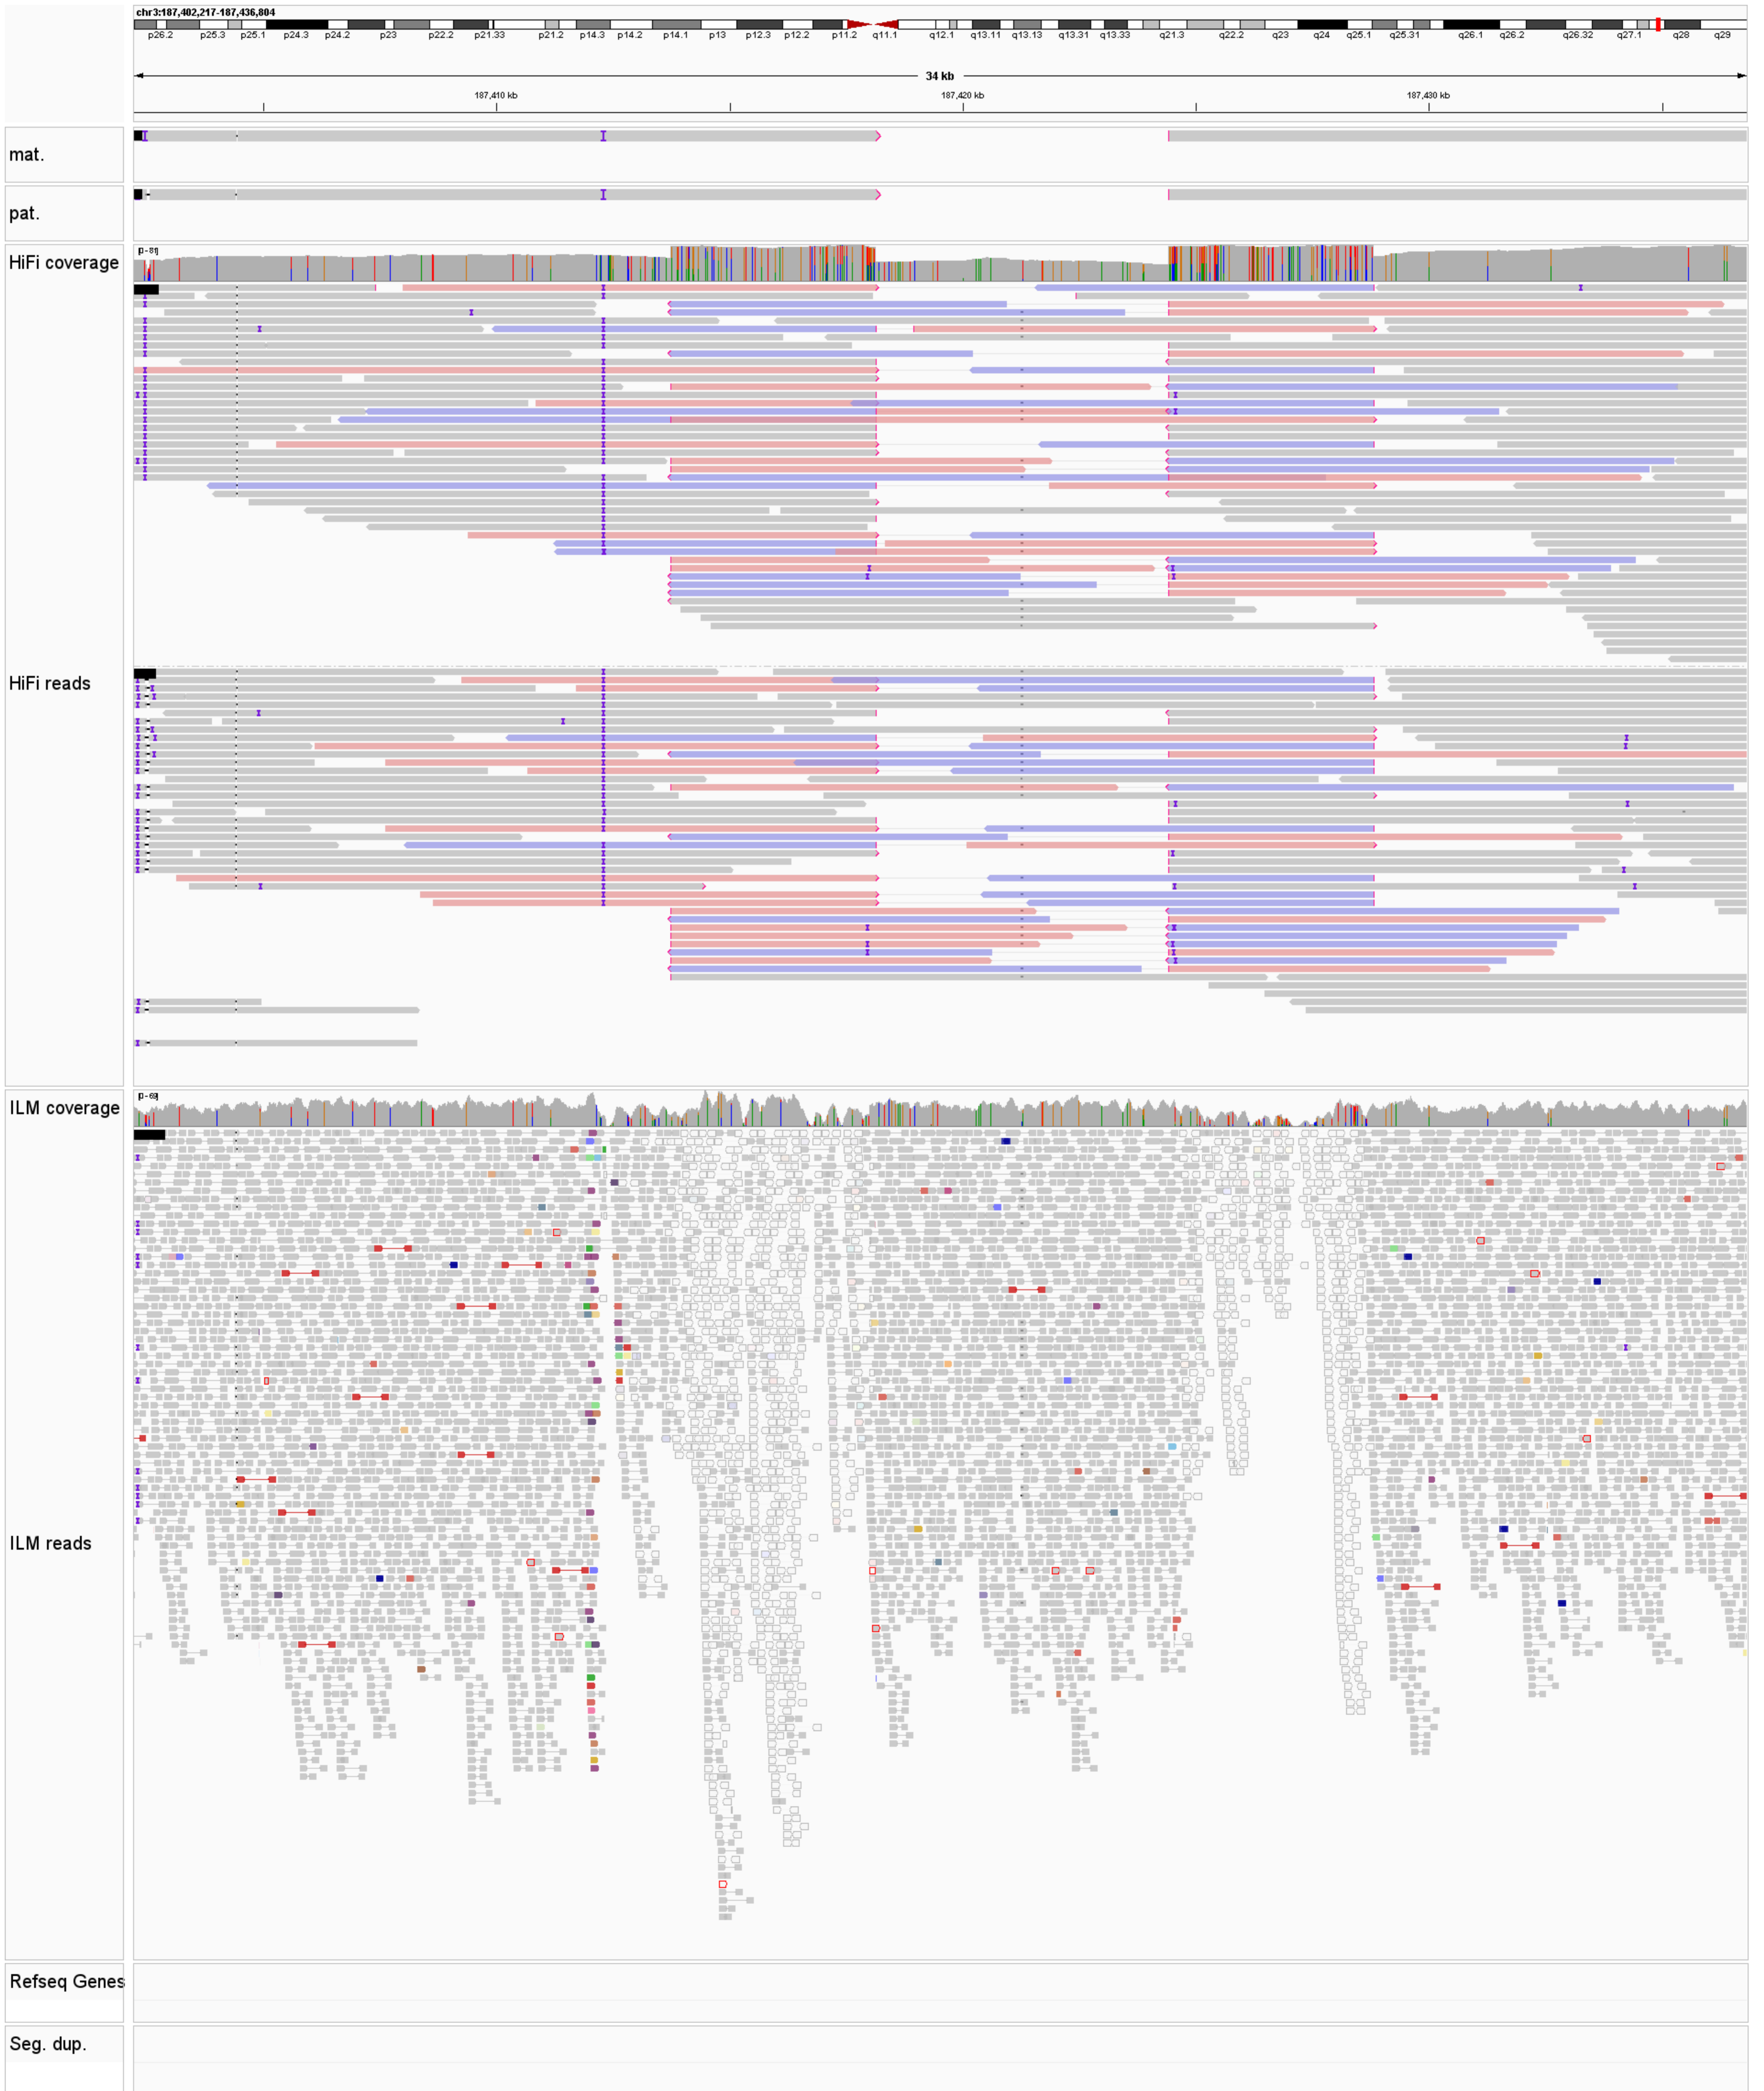 chr3:187,402,217-187,436,804
p26.2 p25.3 p25.1 p24.3 p24.2 p23 p22.2 p21.33 p21.2 p14.3 p14.2 p14.1 p13 p12.3 p12.2 p11.2 q11.1 q12.1 q13.11 q13.13 q13.31 q13.33 q21.3 q22.2 q23 q24 q25.1 q25.31 q26.1 q26.2 q26.32 q27.1 q28 q29
34 kb
187,410 kb 187,420 kb 187,430 kb
mat.
pat.
HiFi coverage
HiFi reads
ILM coverage
ILM reads
Refseq Genes
Seg. dup.